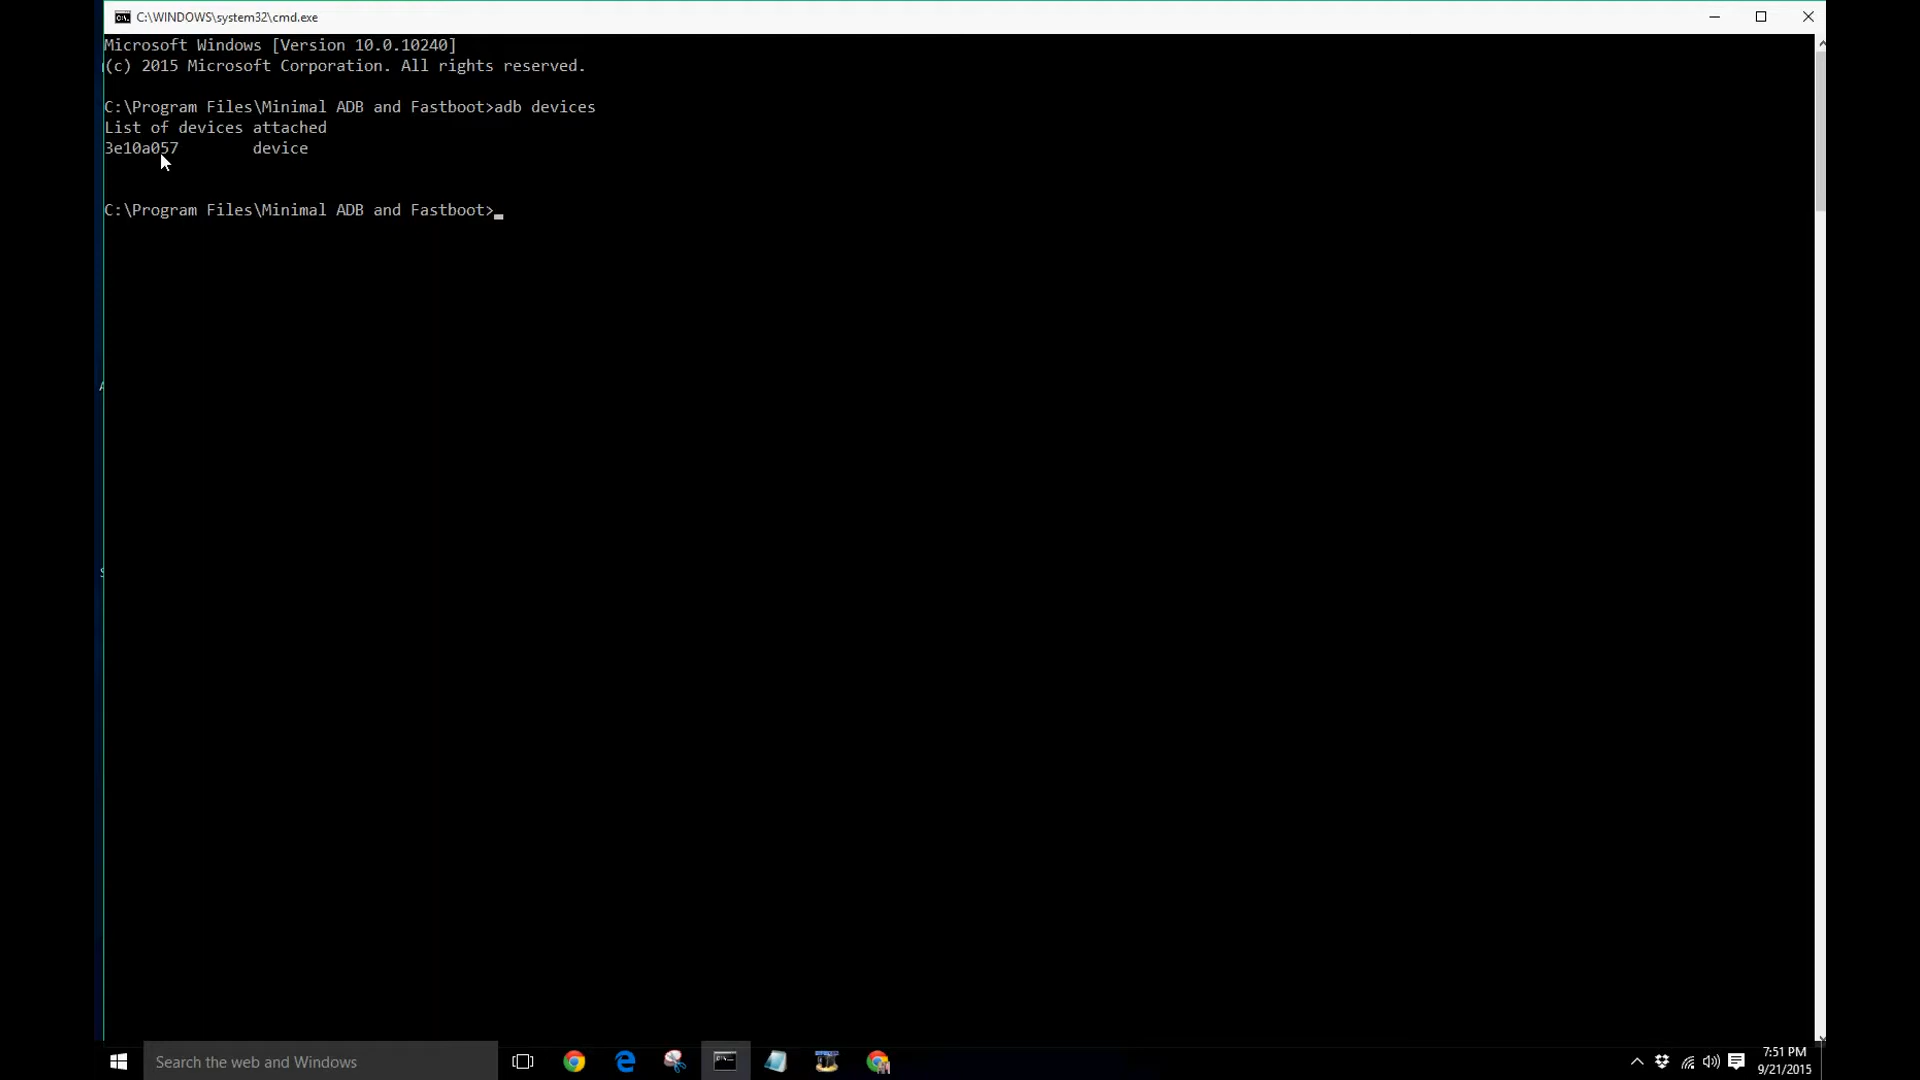 C:\WINDOWS\system32\cmd.exe
Microsoft Windows [Version 10.0.10240]
(c) 2015 Microsoft Corporation. All rights reserved.
C:\Program Files\Minimal ADB and Fastboot>adb devices
List of devices attached
3e10a057 device
C:\Program Files\Minimal ADB and Fastboot>_
Search the web and Windows
7:51 PM
9/21/2015